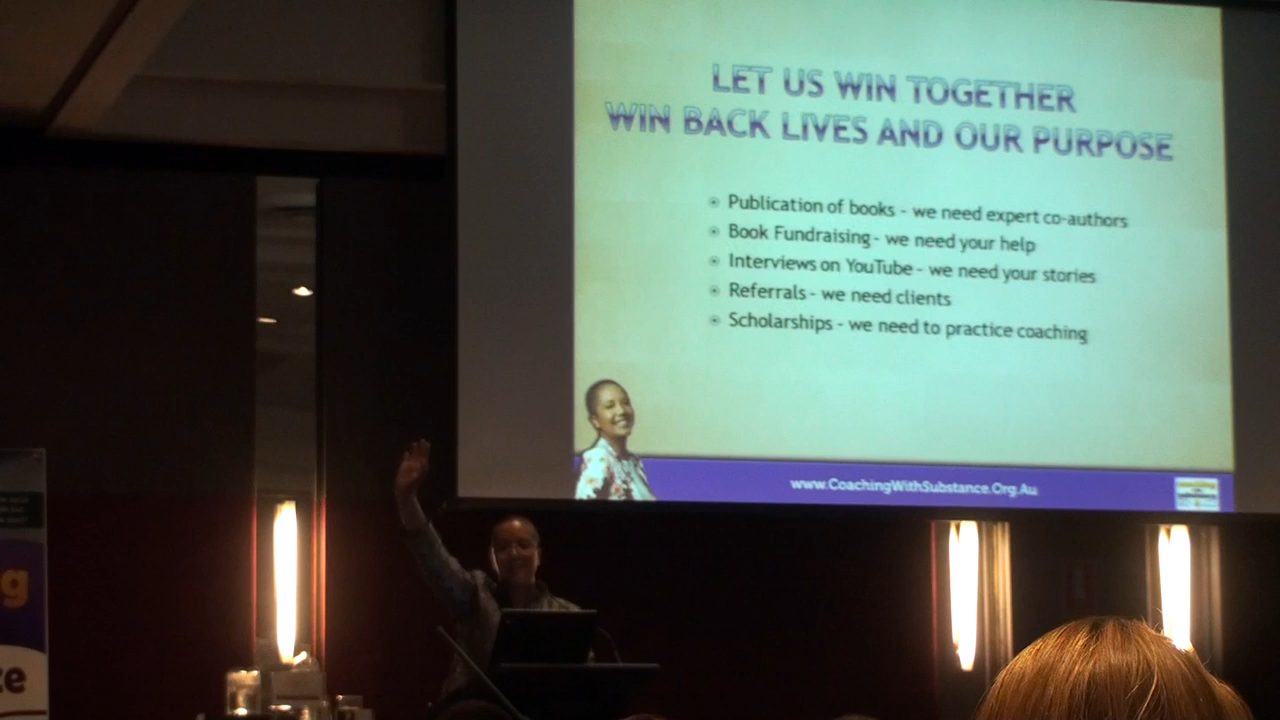 LET US WIN TOGETHER
WIN BACK LIVES AND OUR PURPOSE
Publication of books - we need expert co-authors
Book Fundraising - we need your help
Interviews on YouTube - we need your stories
Referrals - we need clients
Scholarships - we need to practice coaching
www.CoachingWithSubstance.Org.Au
g
ce